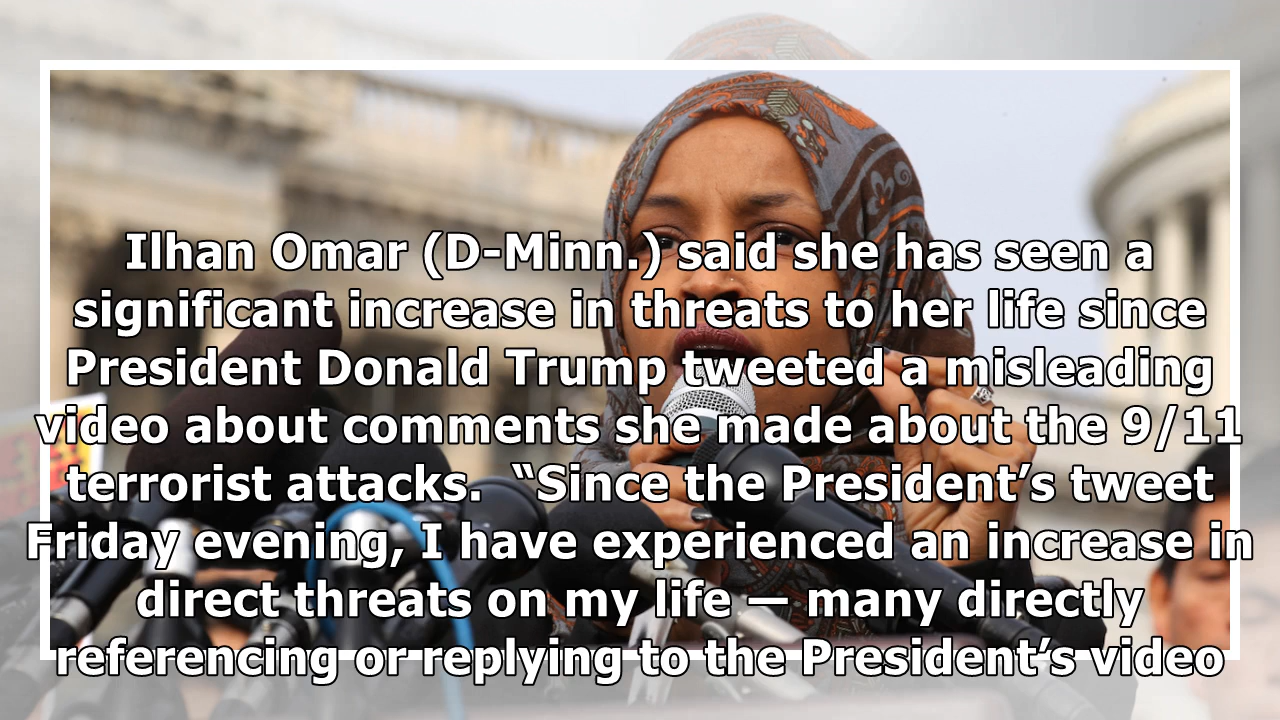 Ilhan Omar (D-Minn.) said she has seen a
significant increase in threats to her life since
President Donald Trump tweeted a misleading
video about comments she made about the 9/11
terrorist attacks.  “Since the President’s tweet
Friday evening, I have experienced an increase in
direct threats on my life — many directly
referencing or replying to the President’s video